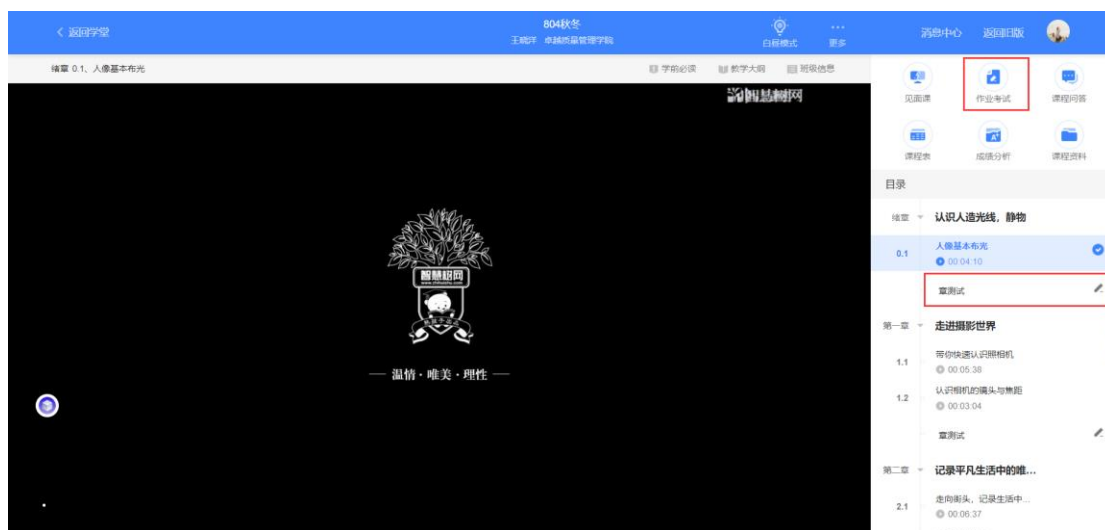 < 返回学堂
804秋冬
王晓洋 卓越质量管理学院
白昼模式
更多
消息中心
返回旧版
绪章 0.1、人像基本布光
学前必读
教学大纲
班级信息
智慧树网
见面课
作业考试
课程问答
课程表
成绩分析
课程资料
目录
绪章 认识人造光线，静物
0.1 人像基本布光
00:04:10
章测试
第一章 走进摄影世界
1.1 带你快速认识照相机
00:05:38
1.2 认识相机的镜头与焦距
00:03:04
章测试
第二章 记录平凡生活中的唯...
2.1 走向街头，记录生活中...
00:06:37
智慧树网
www.zhihuishu.com
— 温情·唯美·理性 —